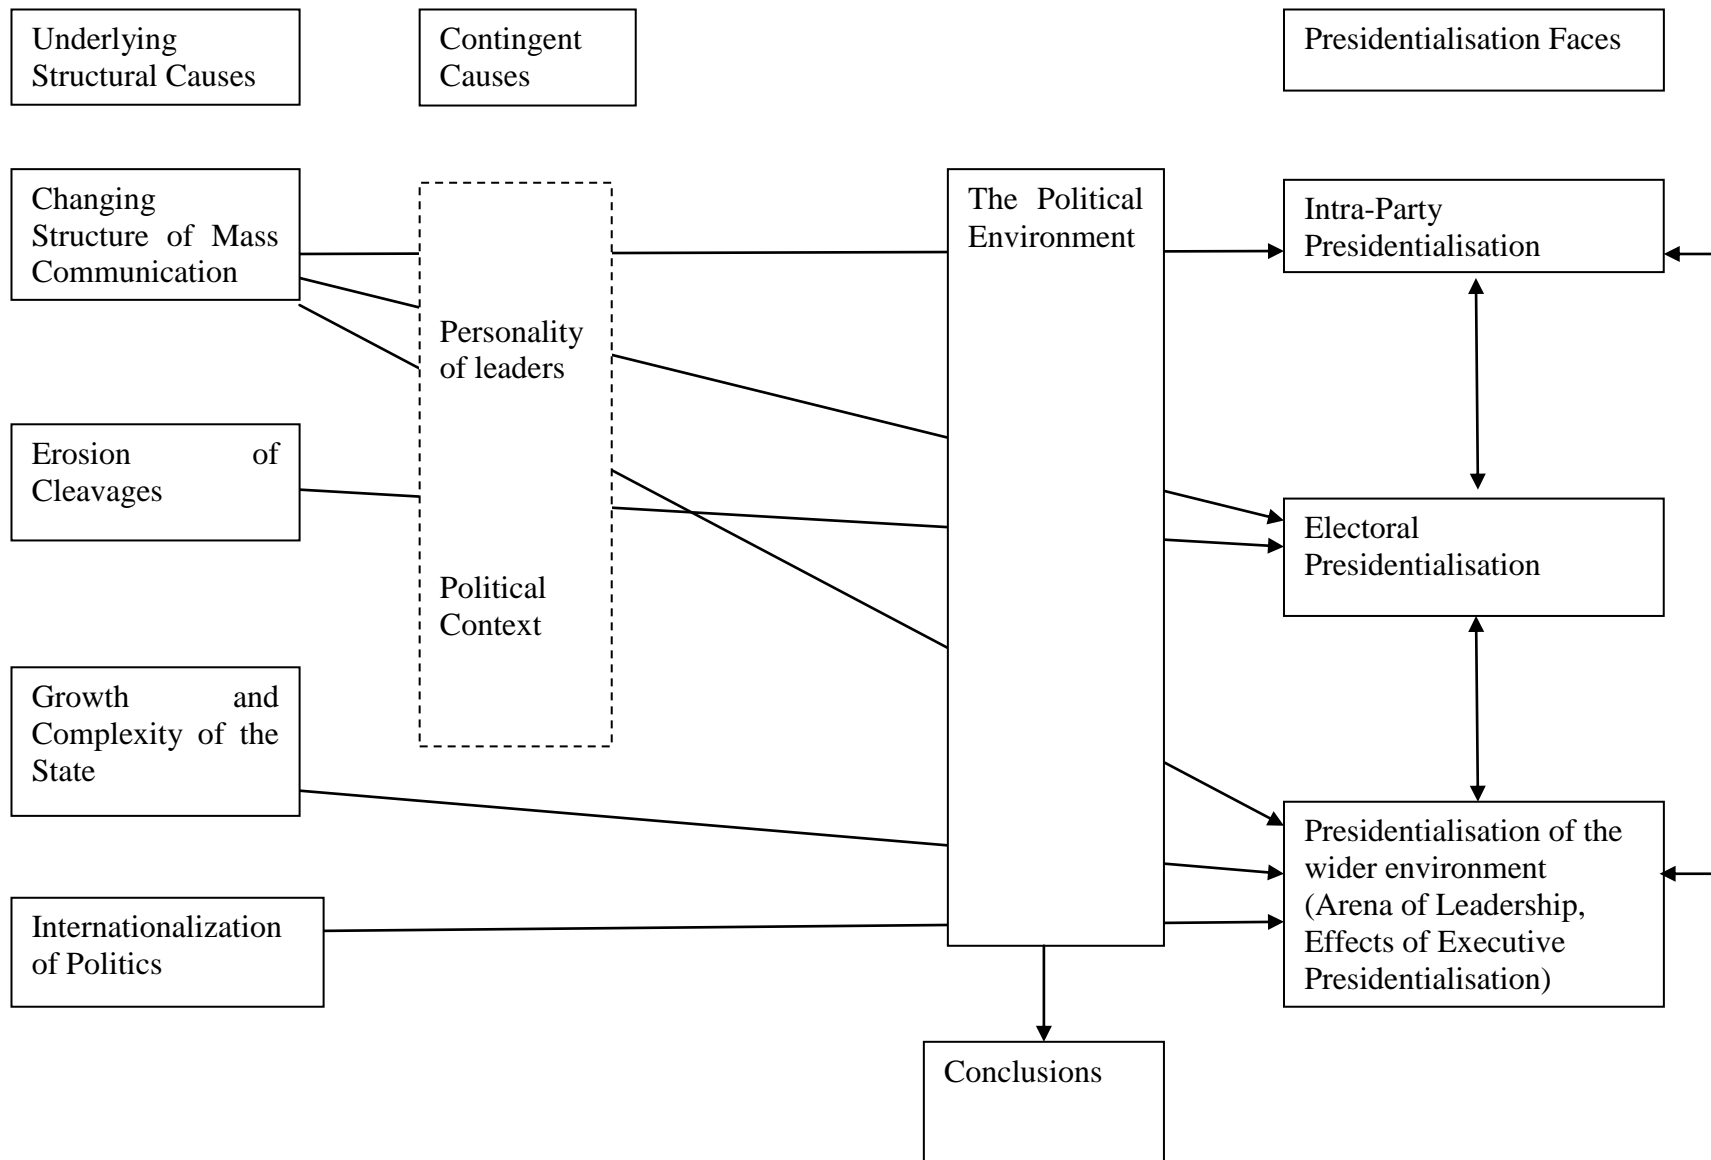 Underlying
Structural Causes
Contingent
Causes
Presidentialisation Faces
Changing
Structure of Mass
Communication
Personality
of leaders
Political
Context
The Political
Environment
Intra-Party
Presidentialisation
Erosion of
Cleavages
Electoral
Presidentialisation
Growth and
Complexity of the
State
Presidentialisation of the
wider environment
(Arena of Leadership,
Effects of Executive
Presidentialisation)
Internationalization
of Politics
Conclusions